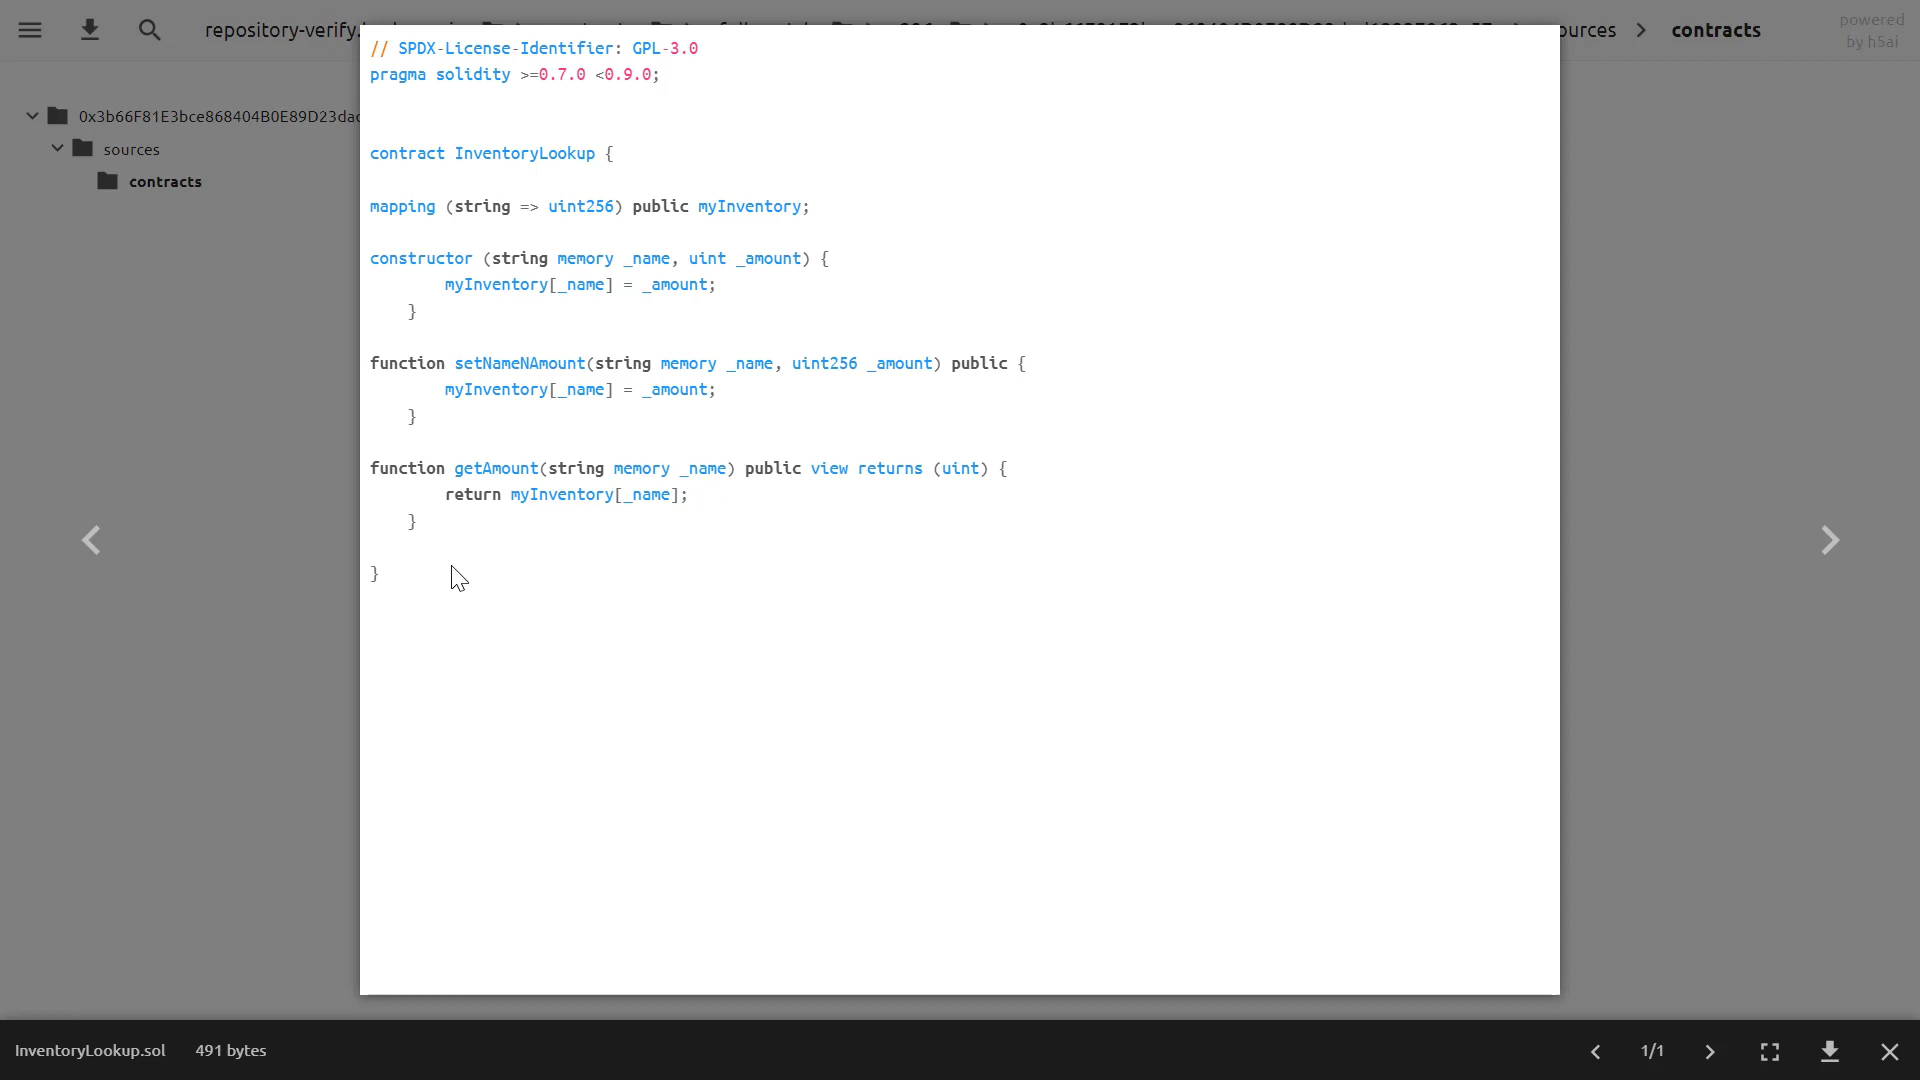 repository-verify.
ources
contracts
powered
by h5ai
0x3b66F81E3bce868404B0E89D23dac
sources
contracts
// SPDX-License-Identifier: GPL-3.0
pragma solidity >=0.7.0 <0.9.0;
contract InventoryLookup {
mapping (string => uint256) public myInventory;
constructor (string memory _name, uint _amount) {
myInventory[_name] = _amount;
}
function setNameNAmount(string memory _name, uint256 _amount) public {
myInventory[_name] = _amount;
}
function getAmount(string memory _name) public view returns (uint) {
return myInventory[_name];
}
}
InventoryLookup.sol
491 bytes
1/1